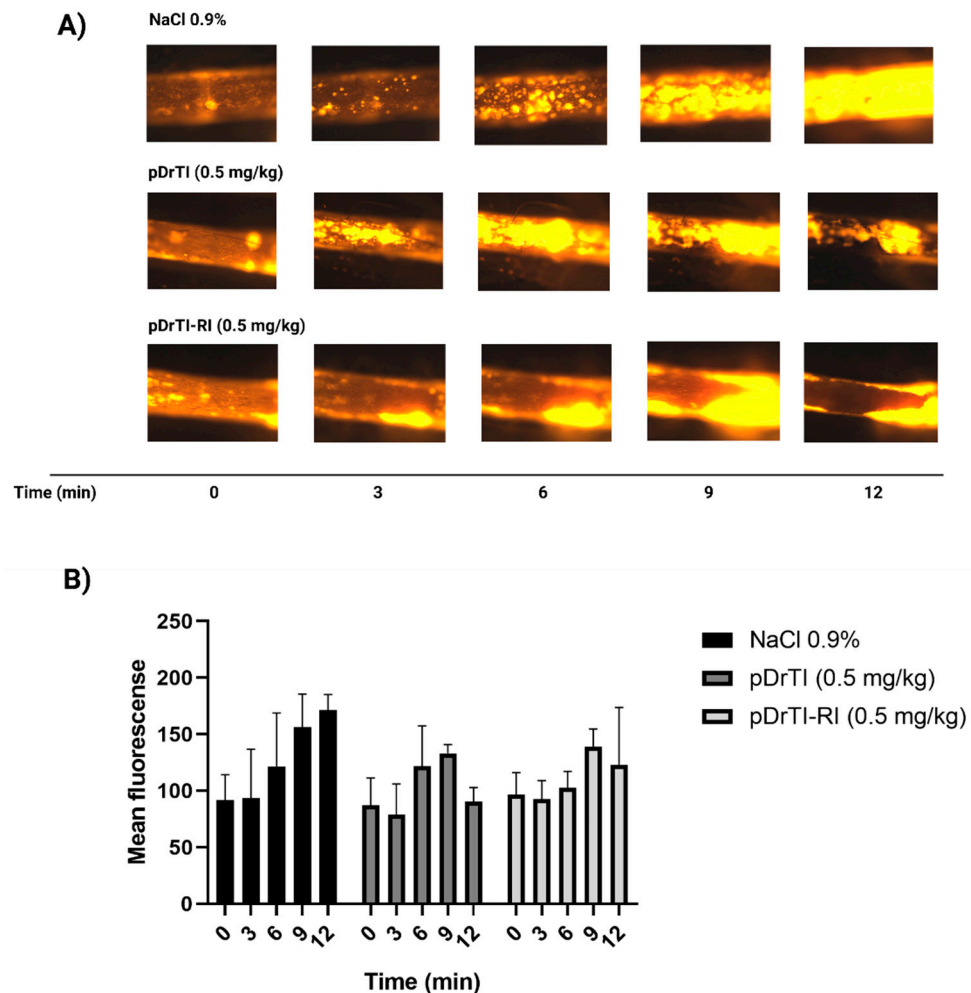 A)
NaCl 0.9%
pDrTI (0.5 mg/kg)
pDrTI-RI (0.5 mg/kg)
Time (min) 0 3 6 9 12
B)
Mean fluorescense
250
200
150
100
50
0
0 3 6 9 12 0 3 6 9 12 0 3 6 9 12
Time (min)
NaCl 0.9%
pDrTI (0.5 mg/kg)
pDrTI-RI (0.5 mg/kg)